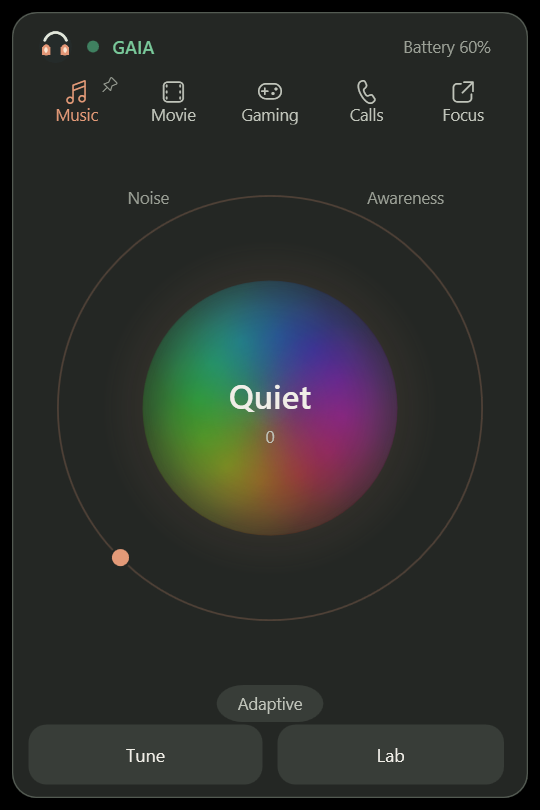 GAIA Battery 60%
Music Movie Gaming Calls Focus
Noise Awareness
Quiet
0
Adaptive
Tune Lab